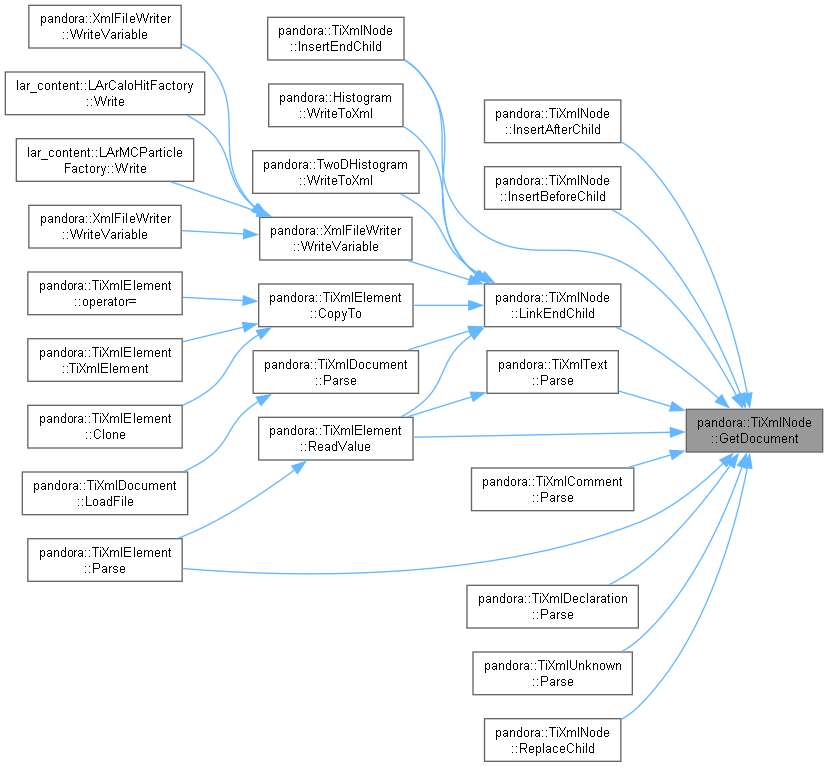 pandora::XmlFileWriter
::WriteVariable
lar_content::LArCaloHitFactory
::Write
lar_content::LArMCParticle
Factory::Write
pandora::XmlFileWriter
::WriteVariable
pandora::TiXmlElement
::operator=
pandora::TiXmlElement
::TiXmlElement
pandora::TiXmlElement
::Clone
pandora::TiXmlDocument
::LoadFile
pandora::TiXmlElement
::Parse
pandora::TiXmlNode
::InsertEndChild
pandora::Histogram
::WriteToXml
pandora::TwoDHistogram
::WriteToXml
pandora::XmlFileWriter
::WriteVariable
pandora::TiXmlElement
::CopyTo
pandora::TiXmlDocument
::Parse
pandora::TiXmlElement
::ReadValue
pandora::TiXmlNode
::InsertAfterChild
pandora::TiXmlNode
::InsertBeforeChild
pandora::TiXmlNode
::LinkEndChild
pandora::TiXmlText
::Parse
pandora::TiXmlComment
::Parse
pandora::TiXmlDeclaration
::Parse
pandora::TiXmlUnknown
::Parse
pandora::TiXmlNode
::ReplaceChild
pandora::TiXmlNode
::GetDocument